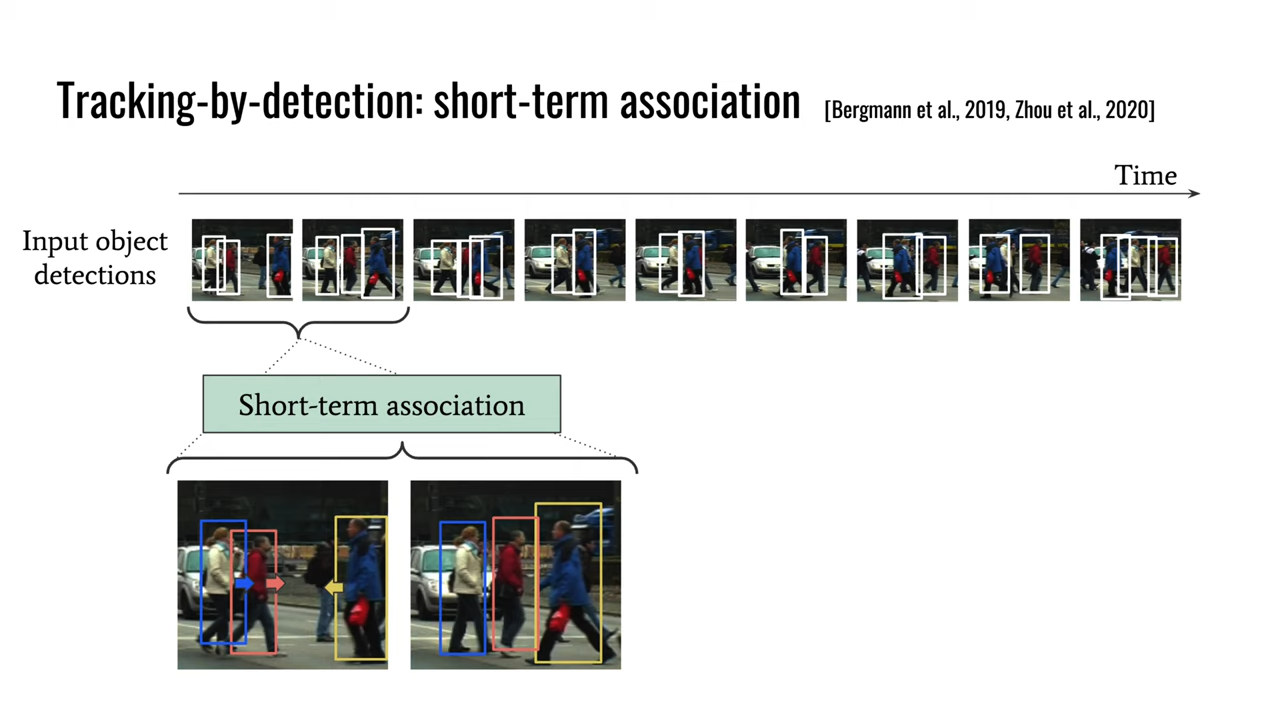 Tracking-by-detection: short-term association [Bergmann et al., 2019, Zhou et al., 2020]
Time
Input object
detections
Short-term association